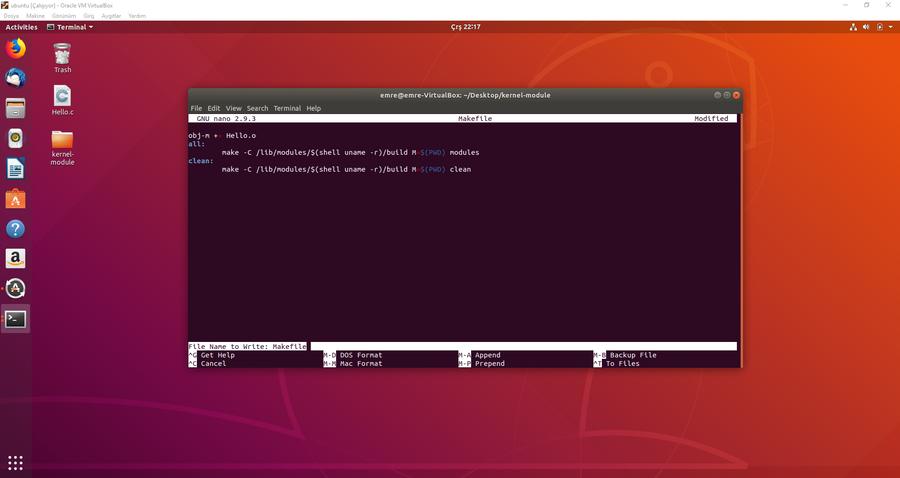 ubuntu [Çalışıyor] - Oracle VM VirtualBox
Dosya Makine Görünüm Giriş Aygıtlar Yardım
Activities Terminal Çrş 22:17
Trash
Hello.c
kernel-module
emre@emre-VirtualBox: ~/Desktop/kernel-module
File Edit View Search Terminal Help
GNU nano 2.9.3 Makefile Modified
obj-m += Hello.o
all:
make -C /lib/modules/$(shell uname -r)/build M=$(PWD) modules
clean:
make -C /lib/modules/$(shell uname -r)/build M=$(PWD) clean
File Name to Write: Makefile
^G Get Help M-D DOS Format M-A Append M-B Backup File
^C Cancel M-M Mac Format M-P Prepend ^T To Files